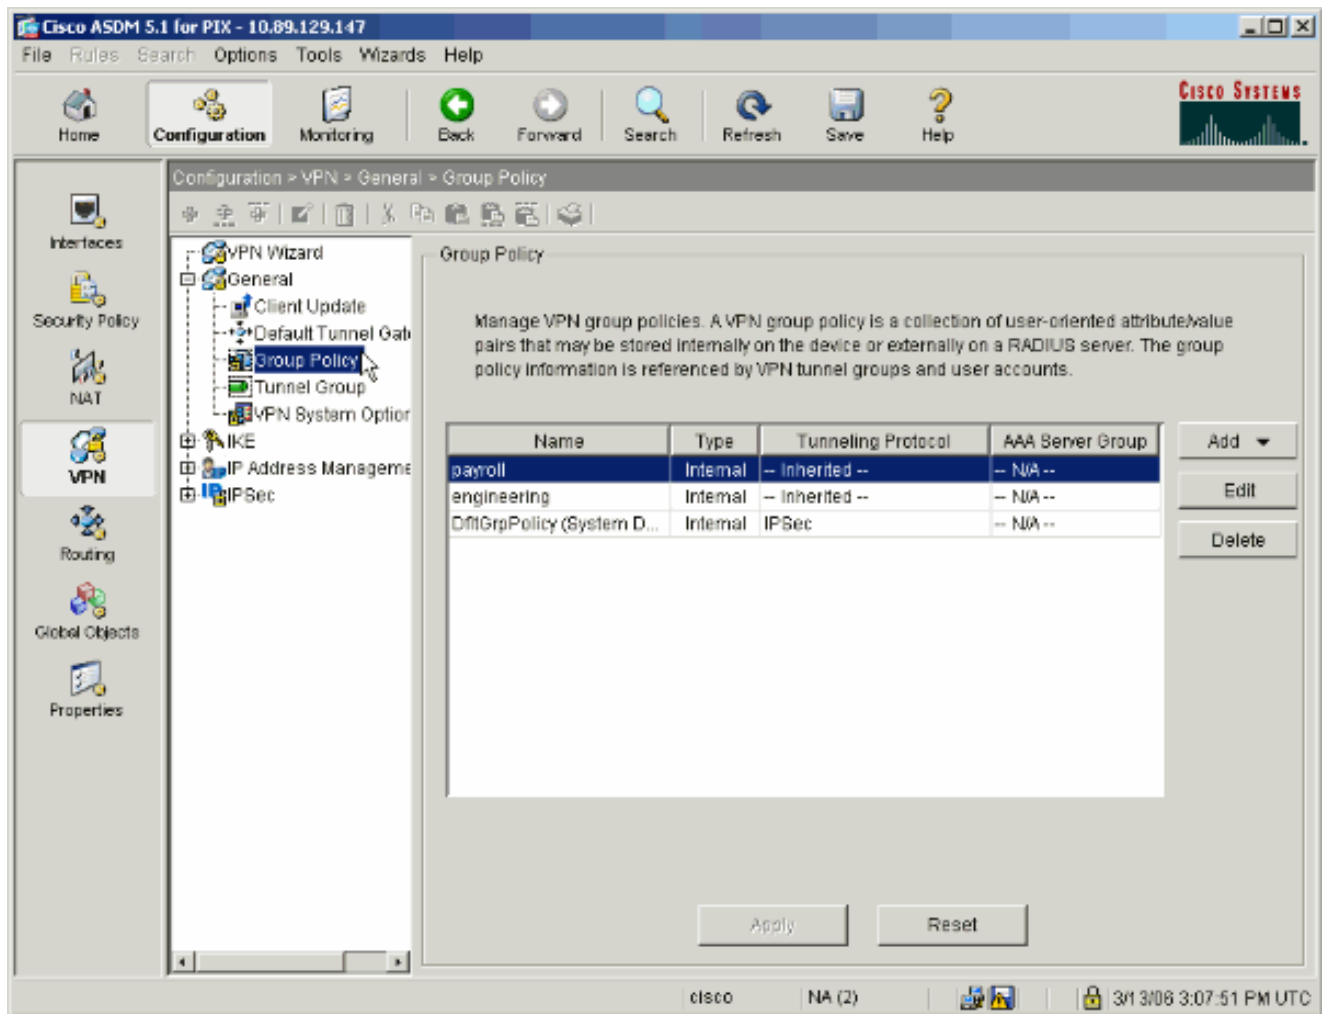 Cisco ASDM 5.1 for PIX - 10.89.129.147
File Rules Search Options Tools Wizards Help
Home Configuration Monitoring Back Forward Search Refresh Save Help
CISCO SYSTEMS
Configuration > VPN > General > Group Policy
Interfaces
Security Policy
NAT
VPN
Routing
Global Objects
Properties
VPN Wizard
General
Client Update
Default Tunnel Gat
Group Policy
Tunnel Group
VPN System Option
IKE
IP Address Manageme
IPSec
Group Policy
Manage VPN group policies. A VPN group policy is a collection of user-oriented attribute/value
pairs that may be stored internally on the device or externally on a RADIUS server. The group
policy information is referenced by VPN tunnel groups and user accounts.
Name Type Tunneling Protocol AAA Server Group
payroll Internal -- Inherited -- -- N/A --
engineering Internal -- Inherited -- -- N/A --
DfltGrpPolicy (System D... Internal IPSec -- N/A --
Add
Edit
Delete
Apply Reset
cisco NA (2) 3/13/06 3:07:51 PM UTC